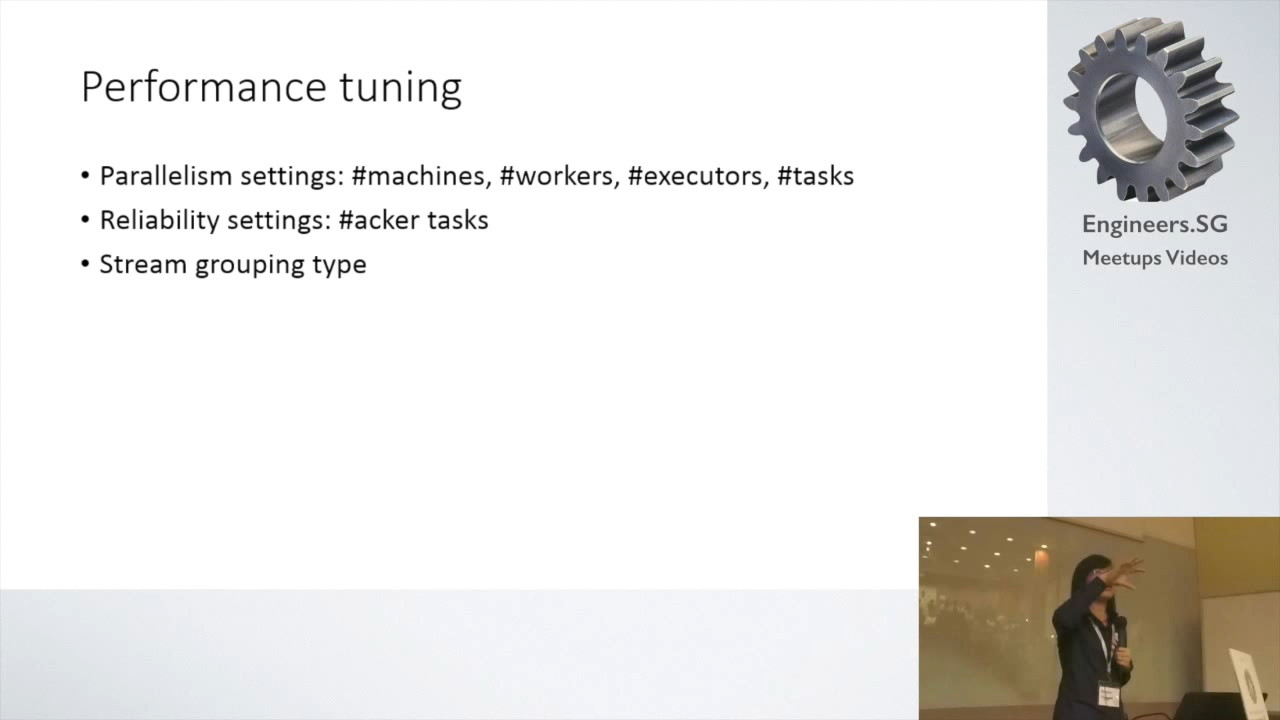 Performance tuning
• Parallelism settings: #machines, #workers, #executors, #tasks
• Reliability settings: #acker tasks
• Stream grouping type
Engineers.SG
Meetups Videos